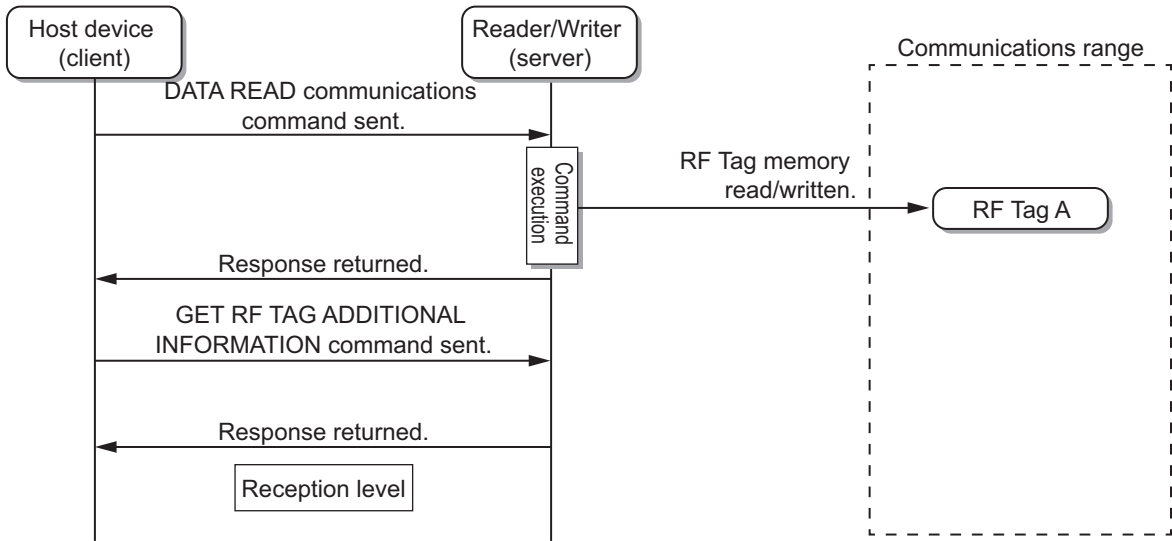 Host device
(client)
Reader/Writer
(server)
Communications range
DATA READ communications
command sent.
Command
execution
RF Tag memory
read/written.
RF Tag A
Response returned.
GET RF TAG ADDITIONAL
INFORMATION command sent.
Response returned.
Reception level